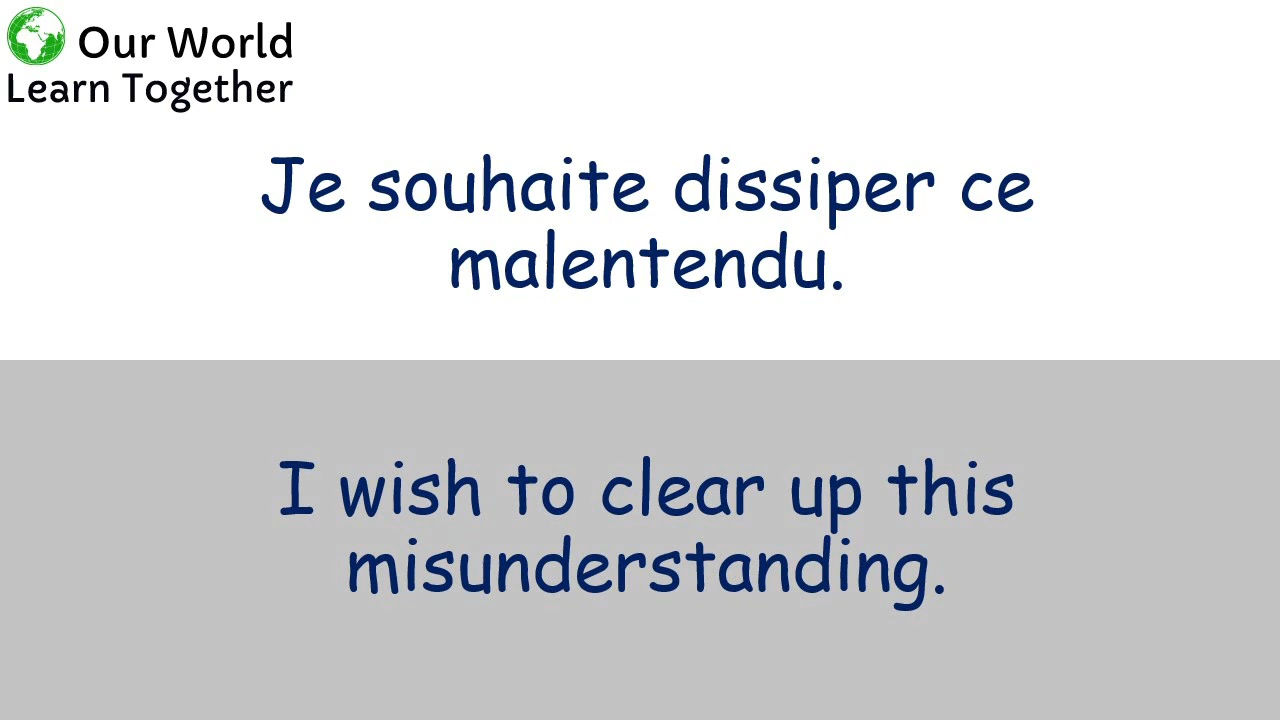 Our World
Learn Together
Je souhaite dissiper ce
malentendu.
I wish to clear up this
misunderstanding.